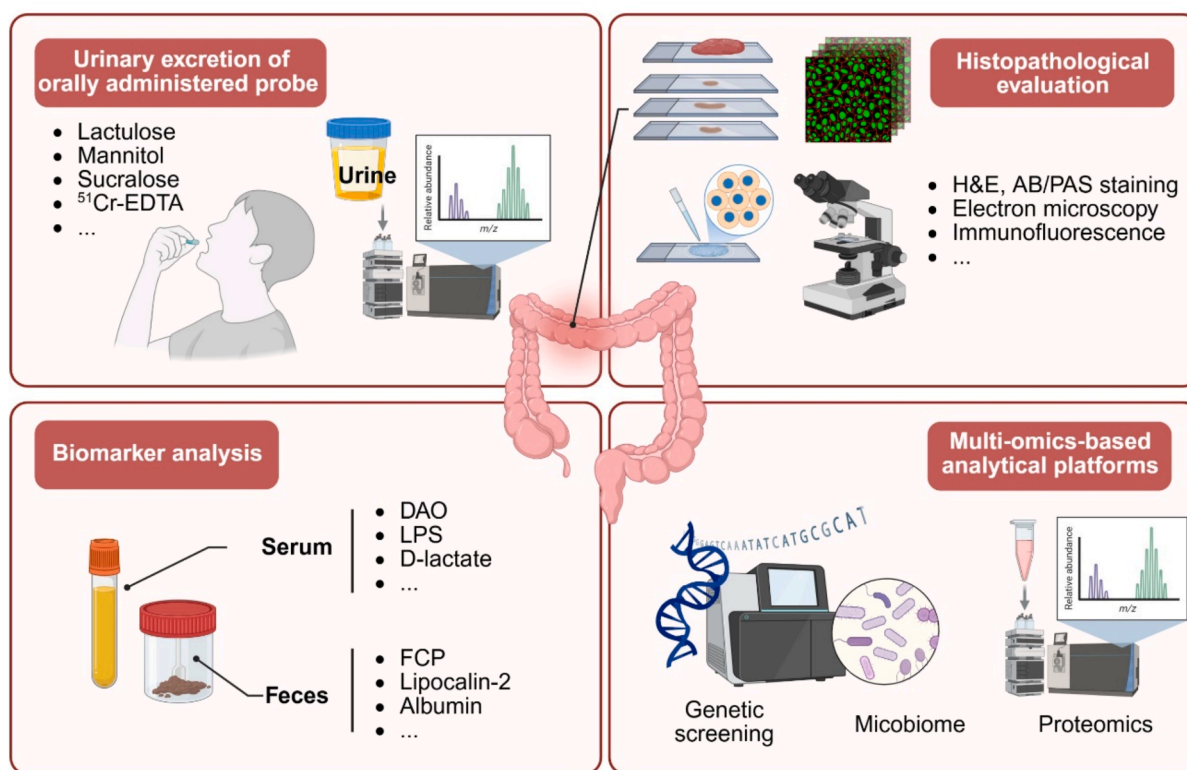 Urinary excretion of
orally administered probe
• Lactulose
• Mannitol
• Sucralose
• ⁵¹Cr-EDTA
• ...
Urine
Relative abundance
m/z
Histopathological
evaluation
• H&E, AB/PAS staining
• Electron microscopy
• Immunofluorescence
• ...
Biomarker analysis
Serum
• DAO
• LPS
• D-lactate
• ...
Feces
• FCP
• Lipocalin-2
• Albumin
• ...
Multi-omics-based
analytical platforms
CTCAAATATCATGCGCAT
Relative abundance
m/z
Genetic
screening
Micobiome
Proteomics